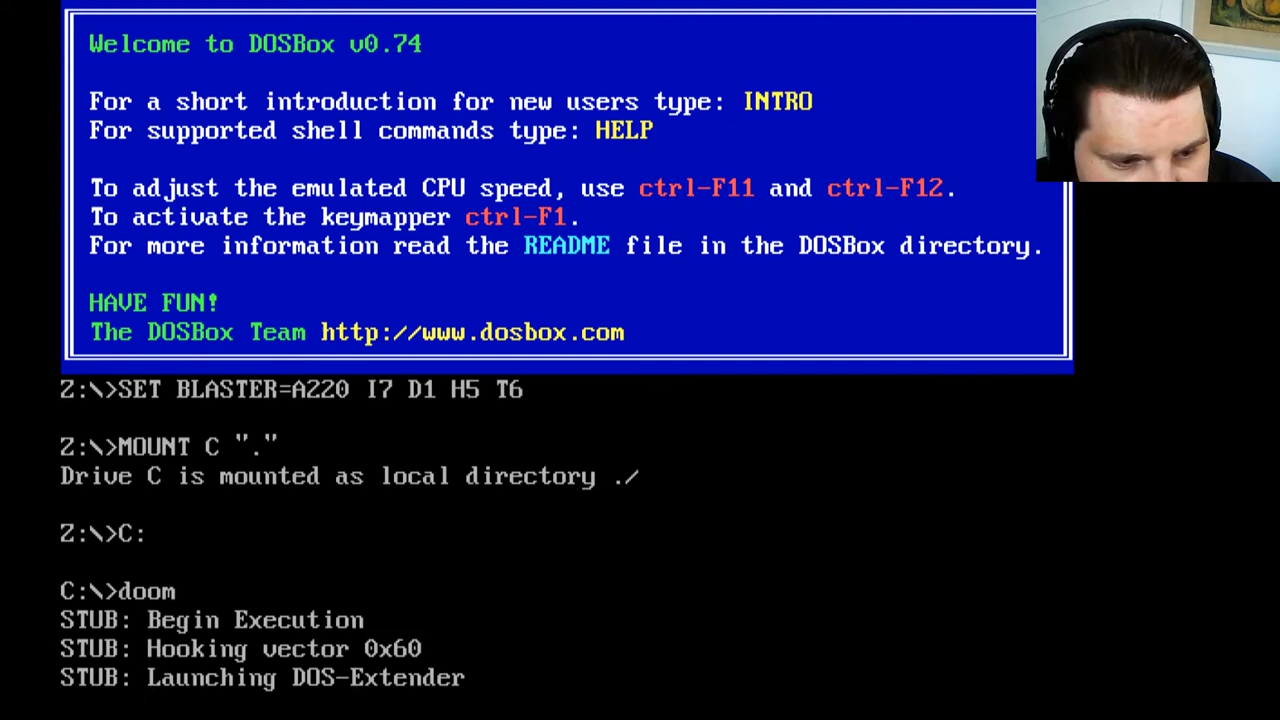 Welcome to DOSBox v0.74
For a short introduction for new users type: INTRO
For supported shell commands type: HELP
To adjust the emulated CPU speed, use ctrl-F11 and ctrl-F12.
To activate the keymapper ctrl-F1.
For more information read the README file in the DOSBox directory.
HAVE FUN!
The DOSBox Team http://www.dosbox.com
Z:\>SET BLASTER=A220 I7 D1 H5 T6
Z:\>MOUNT C "."
Drive C is mounted as local directory ./
Z:\>C:
C:\>doom
STUB: Begin Execution
STUB: Hooking vector 0x60
STUB: Launching DOS-Extender